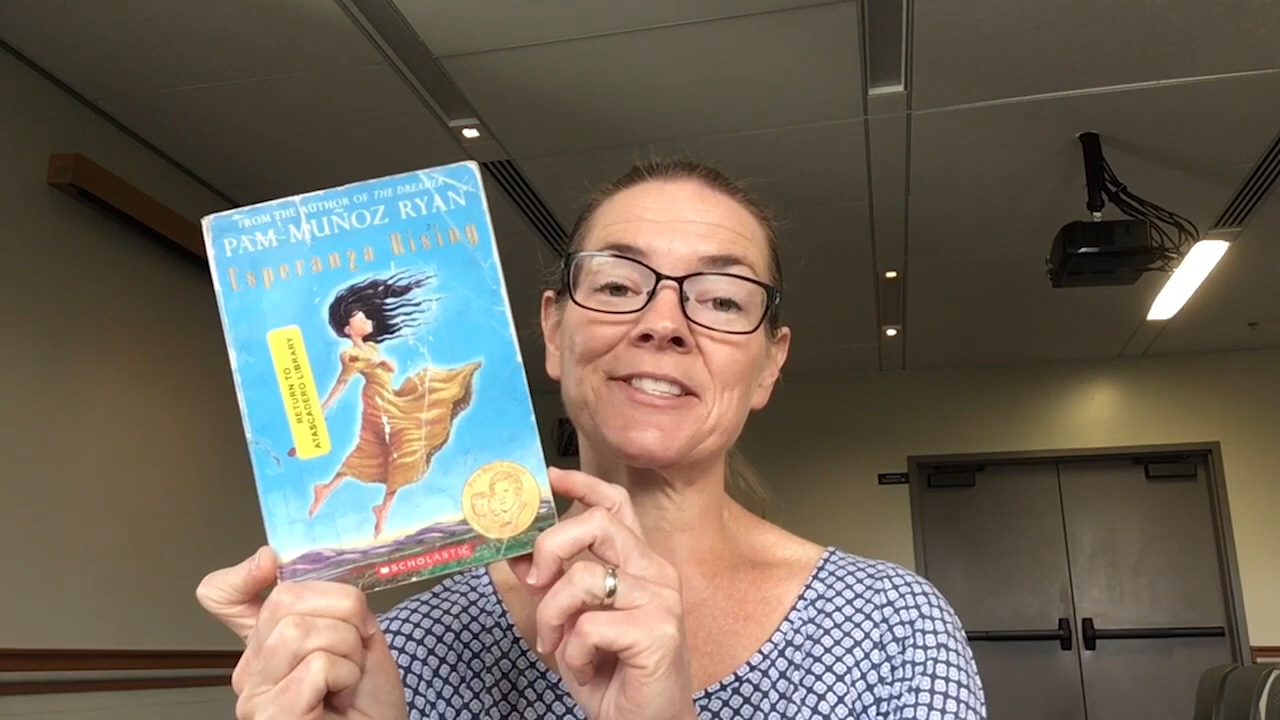 FROM THE AUTHOR OF THE DREAMER
PAM MUÑOZ RYAN
Esperanza Rising
RETURN TO
ATASCADERO LIBRARY
SCHOLASTIC